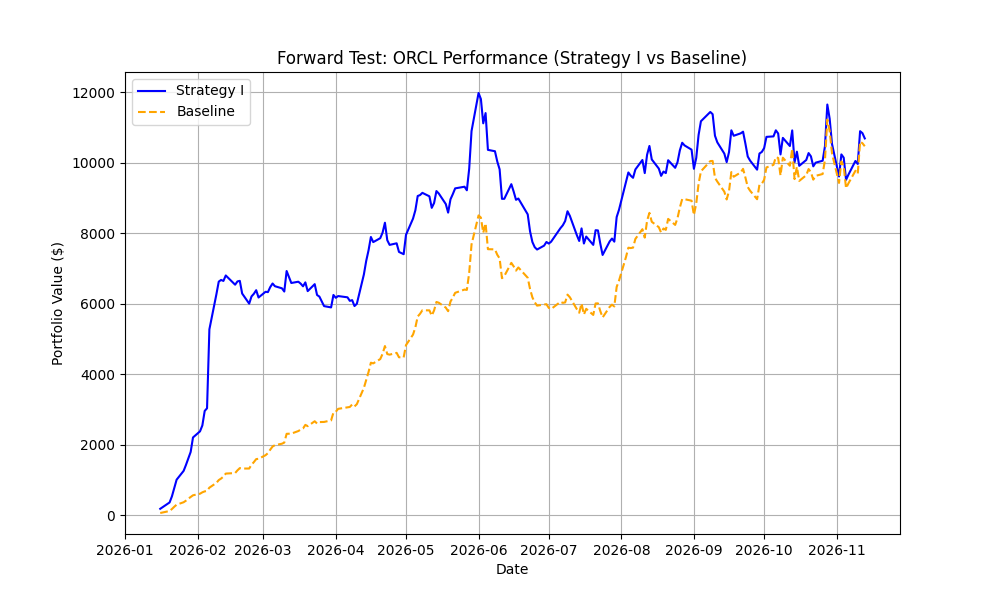 Forward Test: ORCL Performance (Strategy I vs Baseline)
Strategy I
Baseline
Portfolio Value ($)
12000
10000
8000
6000
4000
2000
0
2026-01 2026-02 2026-03 2026-04 2026-05 2026-06 2026-07 2026-08 2026-09 2026-10 2026-11
Date